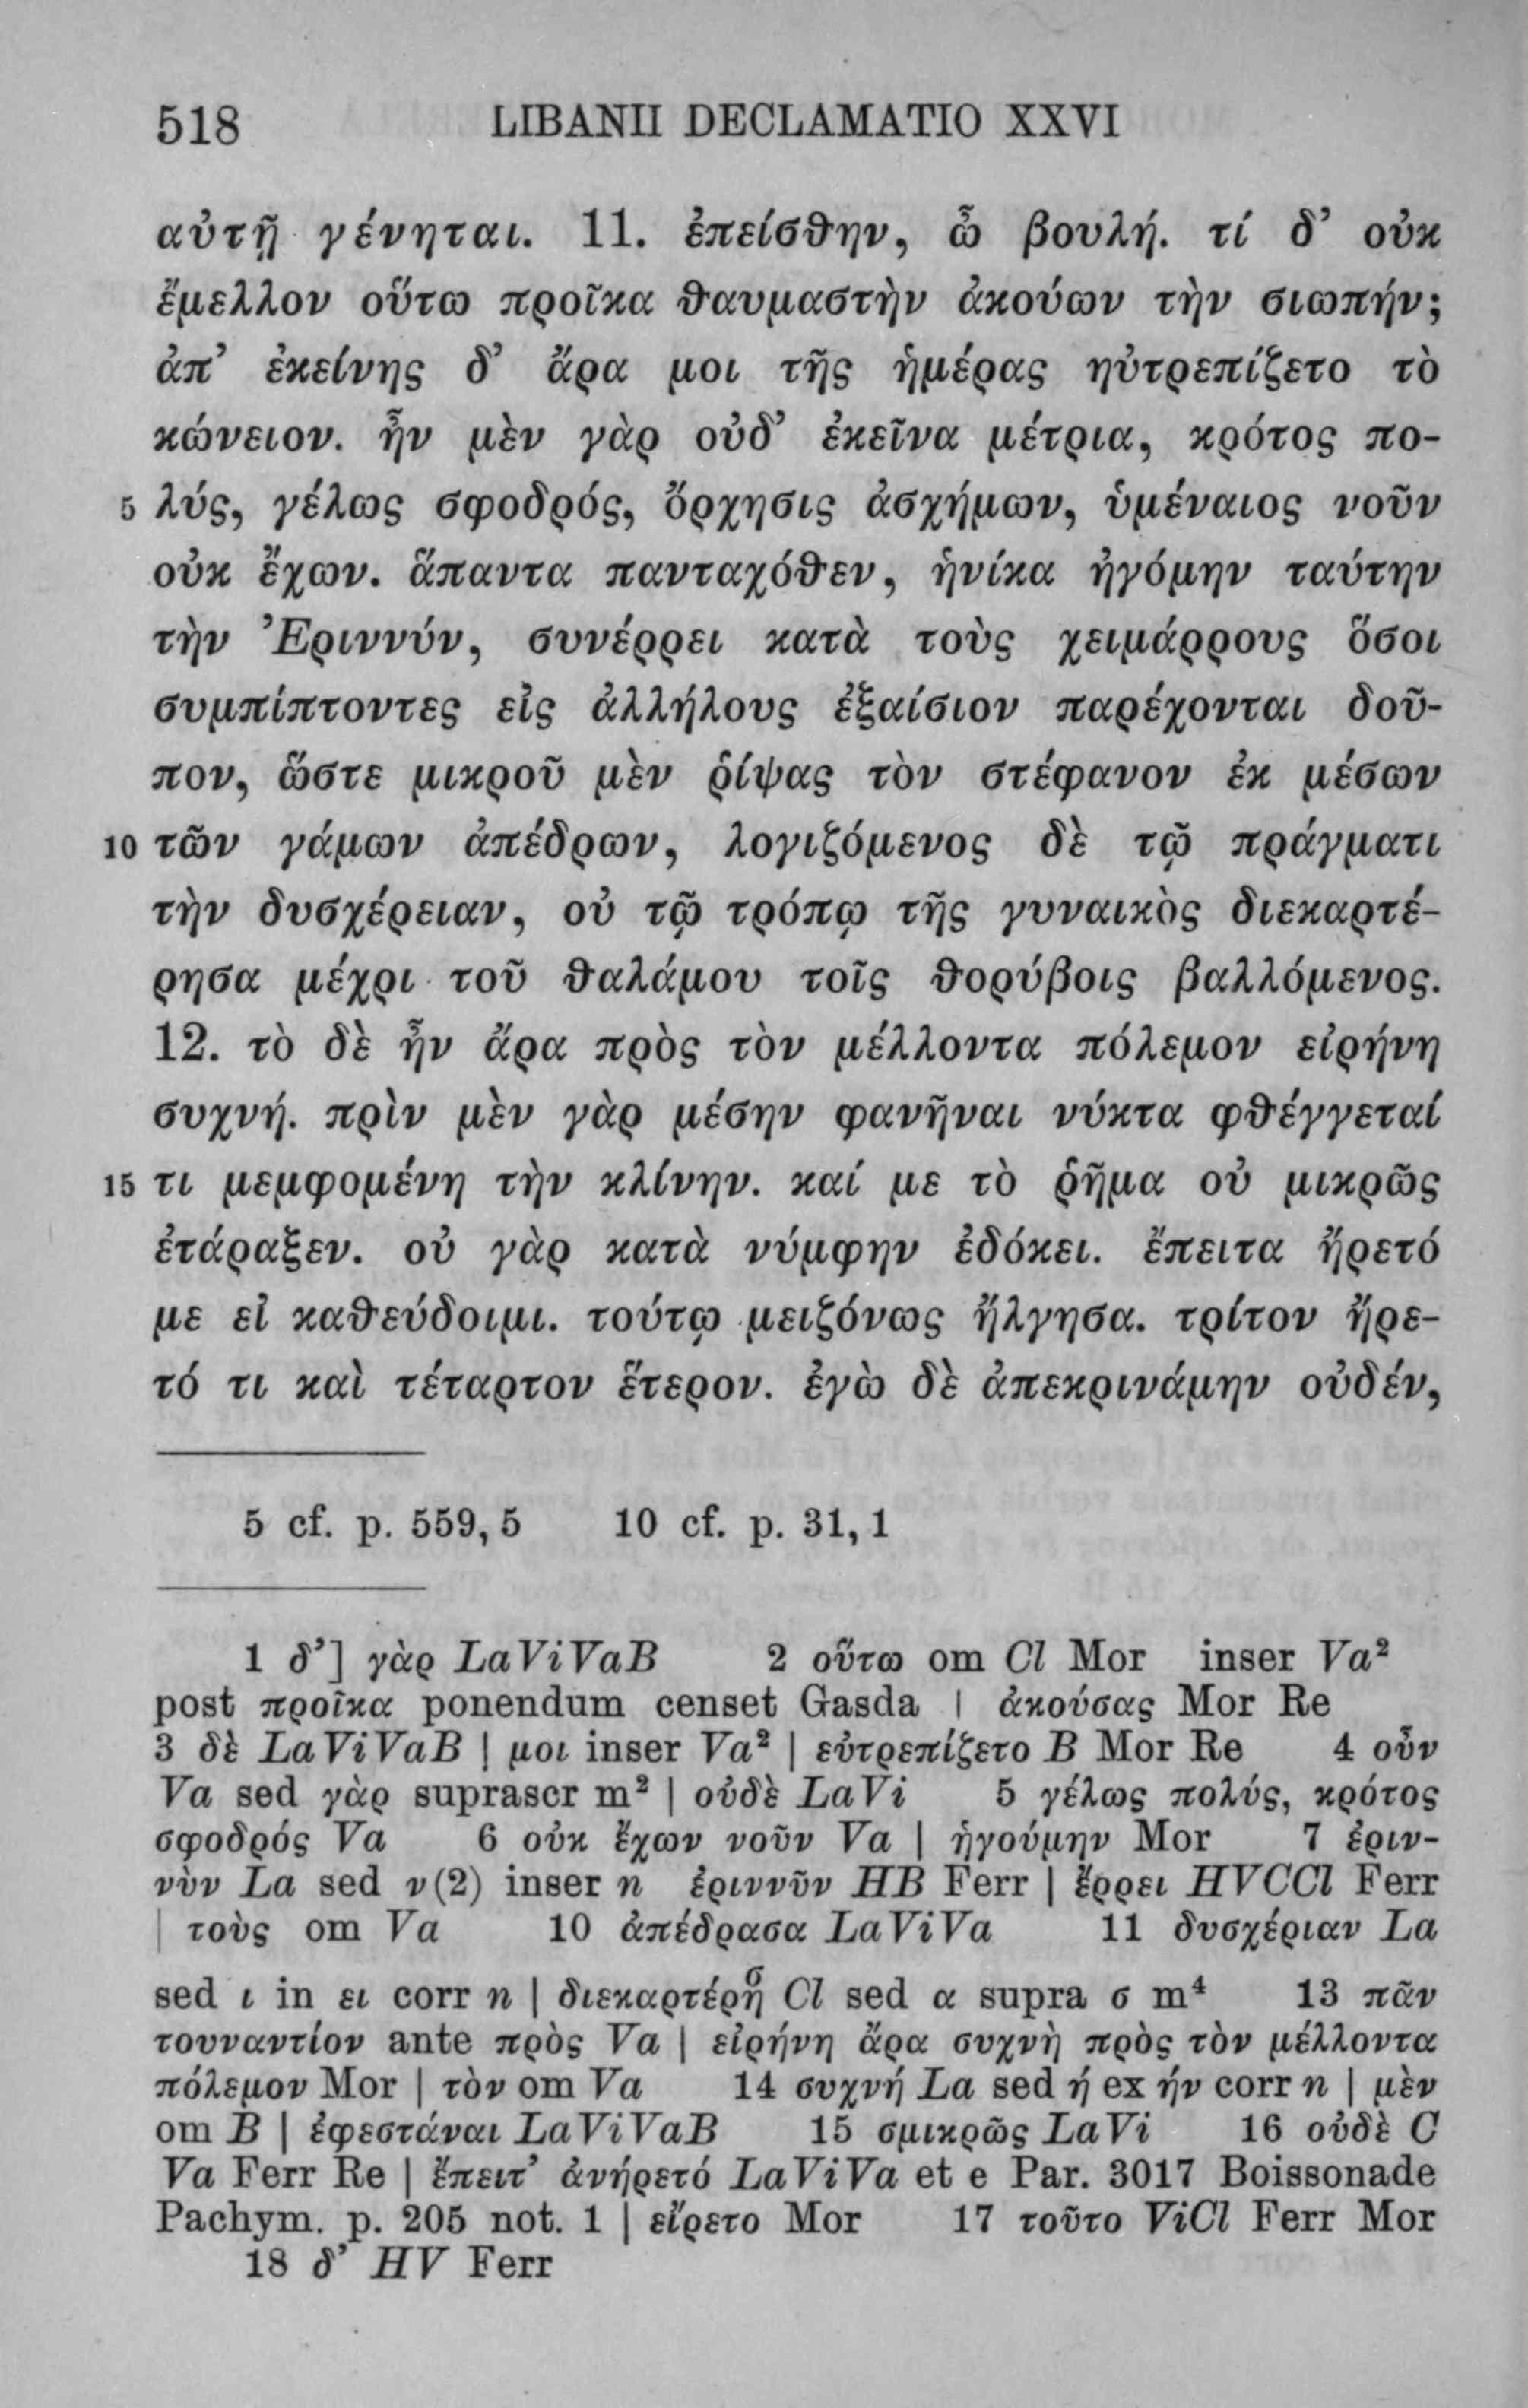 518 LIBANII DECLAMATIO XXVI
αὐτῇ γένηται. 11. ἐπείσθην, ὦ βουλή. τί δ’ οὐκ
ἔμελλον οὕτω προῖκα θαυμαστὴν ἀκούων τὴν σιωπήν;
ἀπ’ ἐκείνης δ’ ἄρα μοι τῆς ἡμέρας ηὐτρεπίζετο τὸ
κώνειον. ἦν μὲν γὰρ οὐδ’ ἐκεῖνα μέτρια, κρότος πο-
5 λύς, γέλως σφοδρός, ὄρχησις ἀσχήμων, ὑμέναιος νοῦν
οὐκ ἔχων. ἅπαντα πανταχόθεν, ἡνίκα ἠγόμην ταύτην
τὴν Ἐριννύν, συνέρρει κατὰ τοὺς χειμάρρους ὅσοι
συμπίπτοντες εἰς ἀλλήλους ἐξαίσιον παρέχονται δοῦ-
πον, ὥστε μικροῦ μὲν ῥίψας τὸν στέφανον ἐκ μέσων
10 τῶν γάμων ἀπέδρων, λογιζόμενος δὲ τῷ πράγματι
τὴν δυσχέρειαν, οὐ τῷ τρόπῳ τῆς γυναικὸς διεκαρτέ-
ρησα μέχρι τοῦ θαλάμου τοῖς θορύβοις βαλλόμενος.
12. τὸ δὲ ἦν ἄρα πρὸς τὸν μέλλοντα πόλεμον εἰρήνη
συχνή. πρὶν μὲν γὰρ μέσην φανῆναι νύκτα φθέγγεταί
15 τι μεμφομένη τὴν κλίνην. καί με τὸ ῥῆμα οὐ μικρῶς
ἐτάραξεν. οὐ γὰρ κατὰ νύμφην ἐδόκει. ἔπειτα ἤρετό
με εἰ καθεύδοιμι. τούτῳ μειζόνως ἤλγησα. τρίτον ἤρε-
τό τι καὶ τέταρτον ἕτερον. ἐγὼ δὲ ἀπεκρινάμην οὐδέν,
5 cf. p. 559, 5 10 cf. p. 31, 1
1 δ’] γὰρ LaViVaB 2 οὕτω om Cl Mor inser Va²
post προῖκα ponendum censet Gasda | ἀκούσας Mor Re
3 δὲ LaViVaB | μοι inser Va² | εὐτρεπίζετο B Mor Re 4 οὖν
Va sed γὰρ suprascr m² | οὐδὲ LaVi 5 γέλως πολύς, κρότος
σφοδρός Va 6 οὐκ ἔχων νοῦν Va | ἡγούμην Mor 7 ἐριν-
νὺν La sed ν(2) inser n ἐριννῦν HB Ferr | ἔρρει HVCCl Ferr
| τοὺς om Va 10 ἀπέδρασα LaViVa 11 δυσχέριαν La
sed ι in ει corr n | διεκαρτέρησ Cl sed α supra σ m⁴ 13 πᾶν
τουναντίον ante πρὸς Va | εἰρήνη ἄρα συχνὴ πρὸς τὸν μέλλοντα
πόλεμον Mor | τὸν om Va 14 συχνή La sed ή ex ήν corr n | μὲν
om B | ἐφεστάναι LaViVaB 15 σμικρῶς LaVi 16 οὐδὲ C
Va Ferr Re | ἔπειτ’ ἀνήρετό LaViVa et e Par. 3017 Boissonade
Pachym. p. 205 not. 1 | εἴρετο Mor 17 τοῦτο ViCl Ferr Mor
18 δ’ HV Ferr